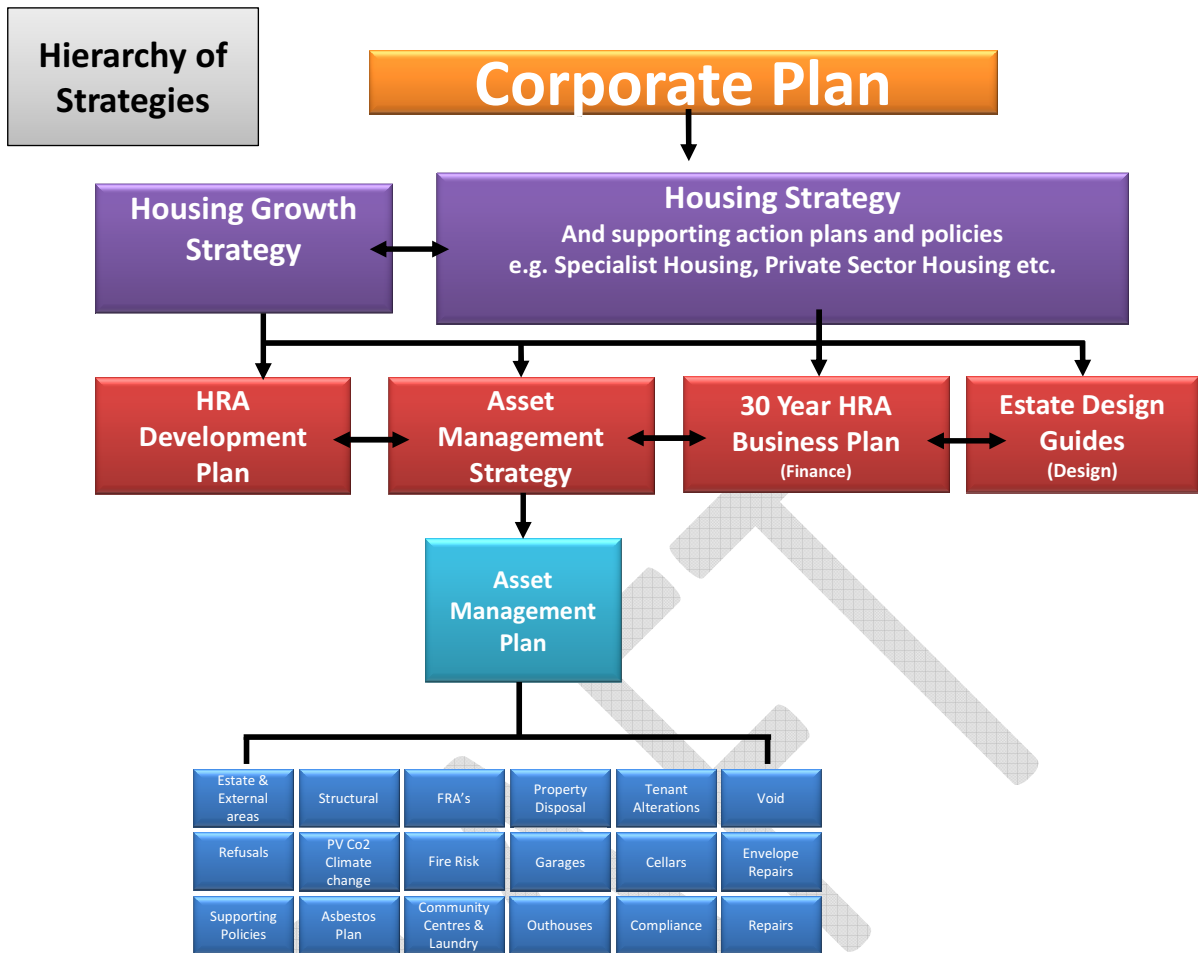 Hierarchy of
Strategies
Corporate Plan
Housing Growth
Strategy
Housing Strategy
And supporting action plans and policies
e.g. Specialist Housing, Private Sector Housing etc.
HRA
Development
Plan
Asset
Management
Strategy
30 Year HRA
Business Plan
(Finance)
Estate Design
Guides
(Design)
Asset
Management
Plan
Estate &
External
areas
Structural
FRA's
Property
Disposal
Tenant
Alterations
Void
Refusals
PV Co2
Climate
change
Fire Risk
Garages
Cellars
Envelope
Repairs
Supporting
Policies
Asbestos
Plan
Community
Centres &
Laundry
Outhouses
Compliance
Repairs